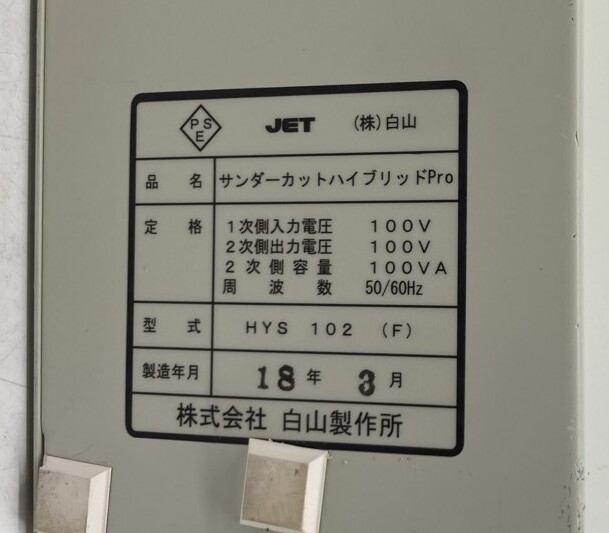 PSE JET (株)白山
品名 サンダーカットハイブリッドPro
定格 1次側入力電圧 100V
2次側出力電圧 100V
2次側容量 100VA
周波数 50/60Hz
型式 HYS 102 (F)
製造年月 18年 3月
株式会社 白山製作所